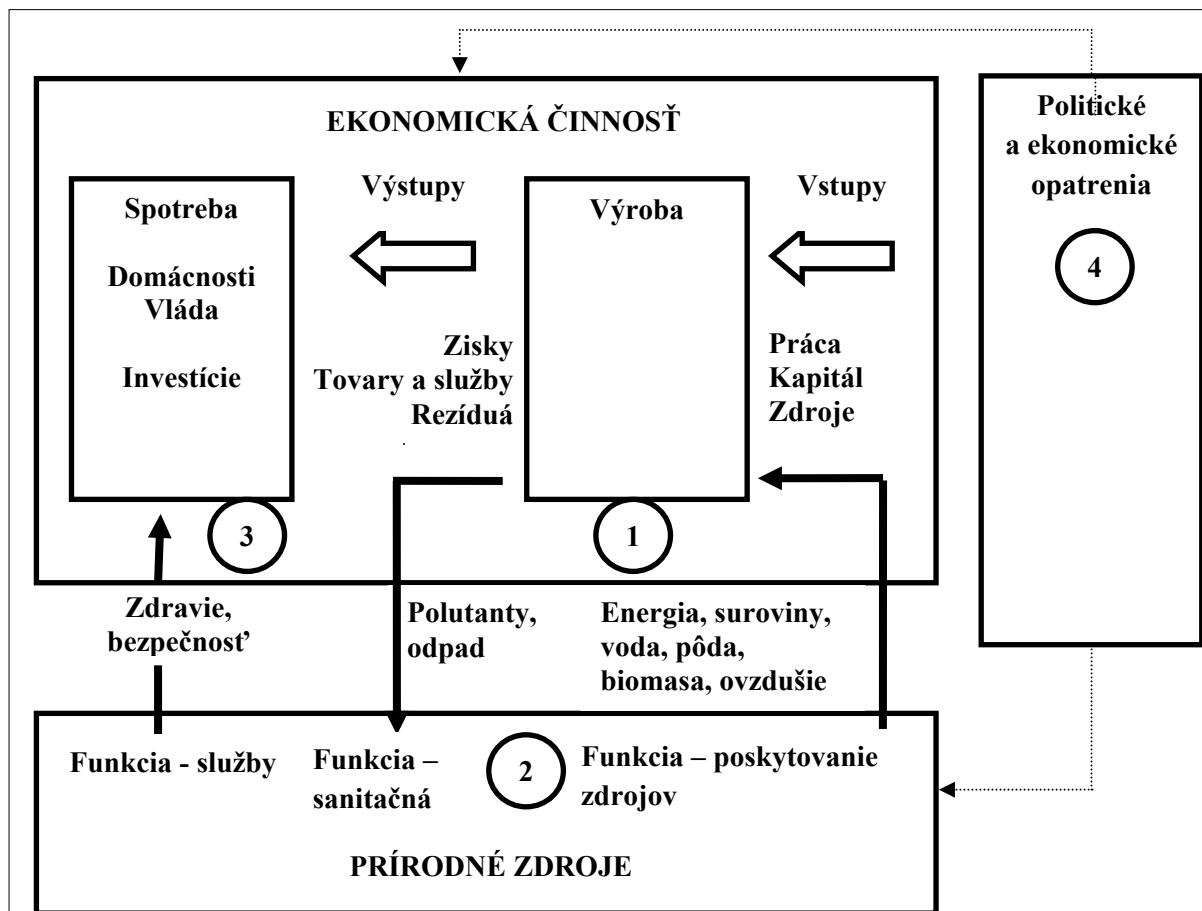 EKONOMICKÁ ČINNOSŤ
Politické
a ekonomické
opatrenia
4
Spotreba
Domácnosti
Vláda
Investície
3
Výstupy
Zisky
Tovary a služby
Rezíduá
Výroba
1
Vstupy
Práca
Kapitál
Zdroje
Zdravie,
bezpečnosť
Polutanty,
odpad
Energia, suroviny,
voda, pôda,
biomasa, ovzdušie
Funkcia - služby
Funkcia –
sanitačná
2
Funkcia – poskytovanie
zdrojov
PRÍRODNÉ ZDROJE